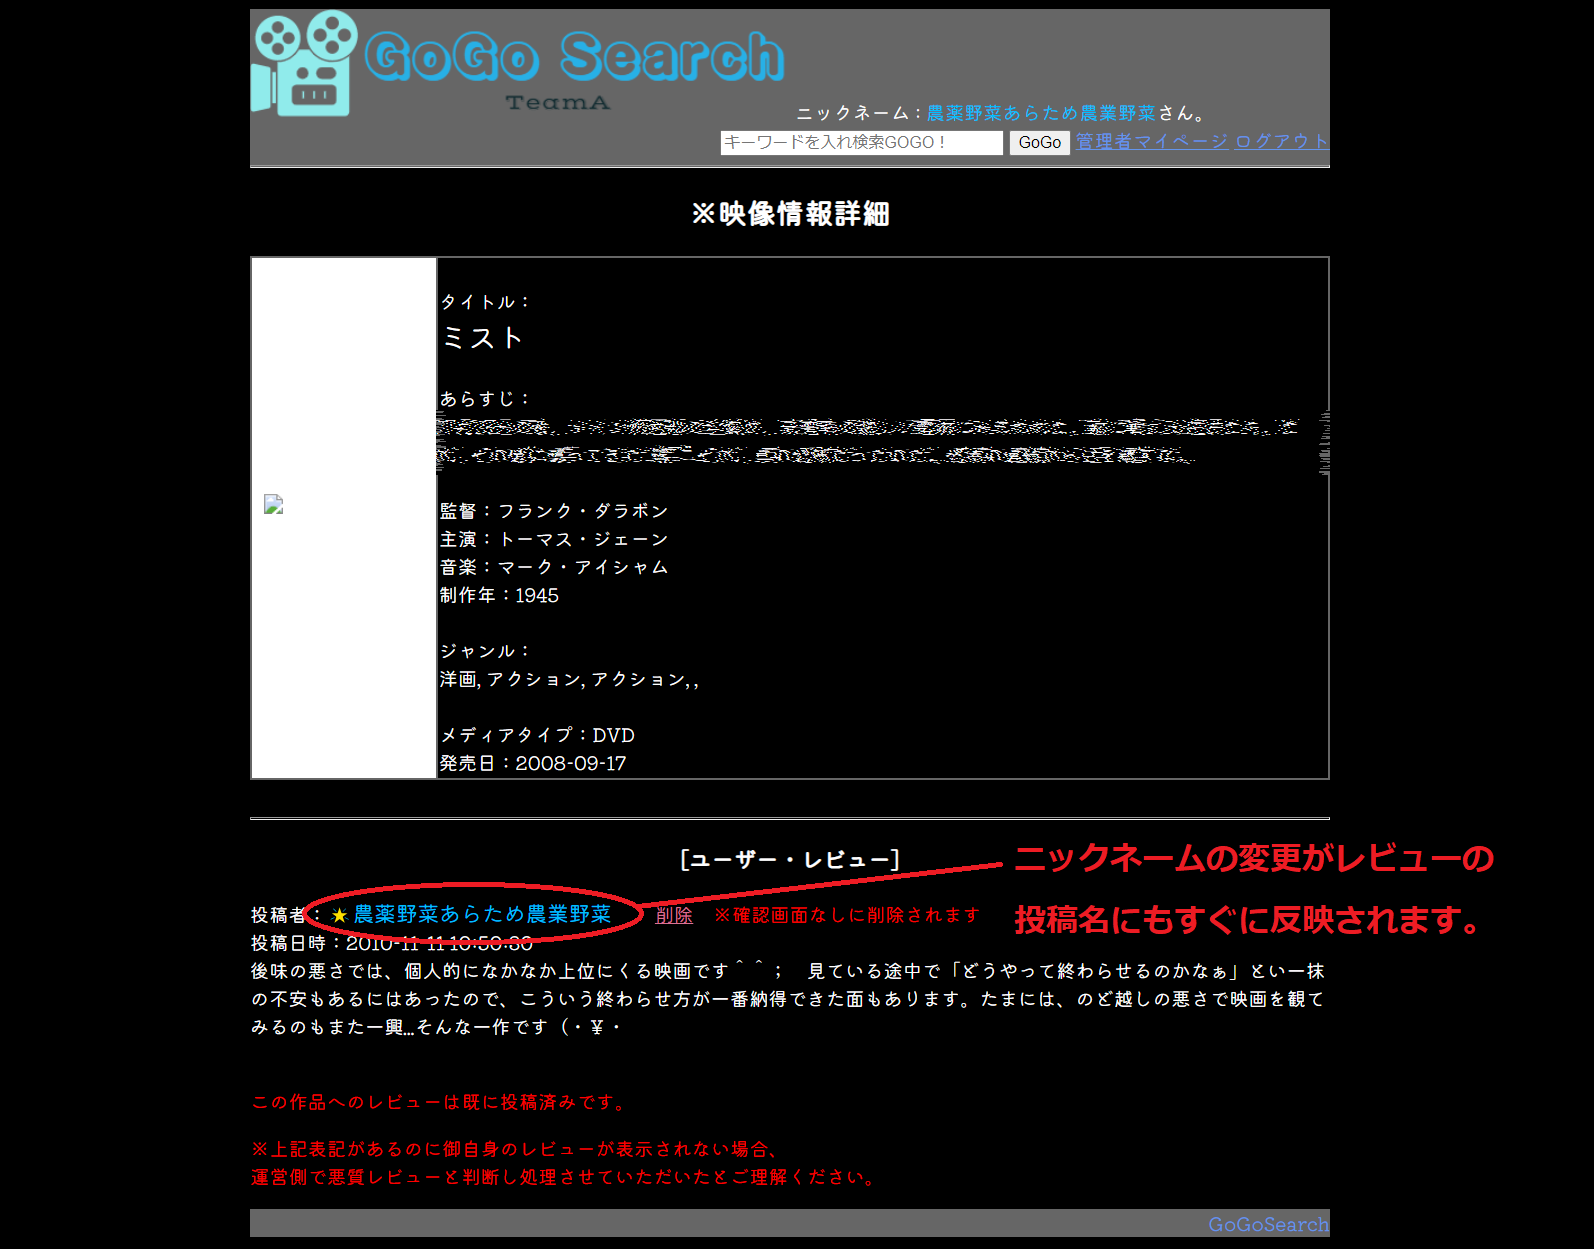 GoGo Search
TeamA
ニックネーム：農薬野菜あらため農業野菜さん。
キーワードを入れ検索GOGO！ GoGo 管理者マイページ ログアウト
※映像情報詳細
タイトル：
ミスト
あらすじ：
監督：フランク・ダラボン
主演：トーマス・ジェーン
音楽：マーク・アイシャム
制作年：1945
ジャンル：
洋画, アクション, アクション, ,
メディアタイプ：DVD
発売日：2008-09-17
[ユーザー・レビュー]
ニックネームの変更がレビューの
投稿名にもすぐに反映されます。
投稿者：★農薬野菜あらため農業野菜 削除 ※確認画面なしに削除されます
投稿日時：2010-11-11
後味の悪さでは、個人的になかなか上位にくる映画です＾＾； 見ている途中で「どうやって終わらせるのかなぁ」とい一抹
の不安もあるにはあったので、こういう終わらせ方が一番納得できた面もあります。たまには、のど越しの悪さで映画を観て
みるのもまた一興...そんな一作です（・￥・
この作品へのレビューは既に投稿済みです。
※上記表記があるのに御自身のレビューが表示されない場合、
運営側で悪質レビューと判断し処理させていただいたとご理解ください。
GoGoSearch